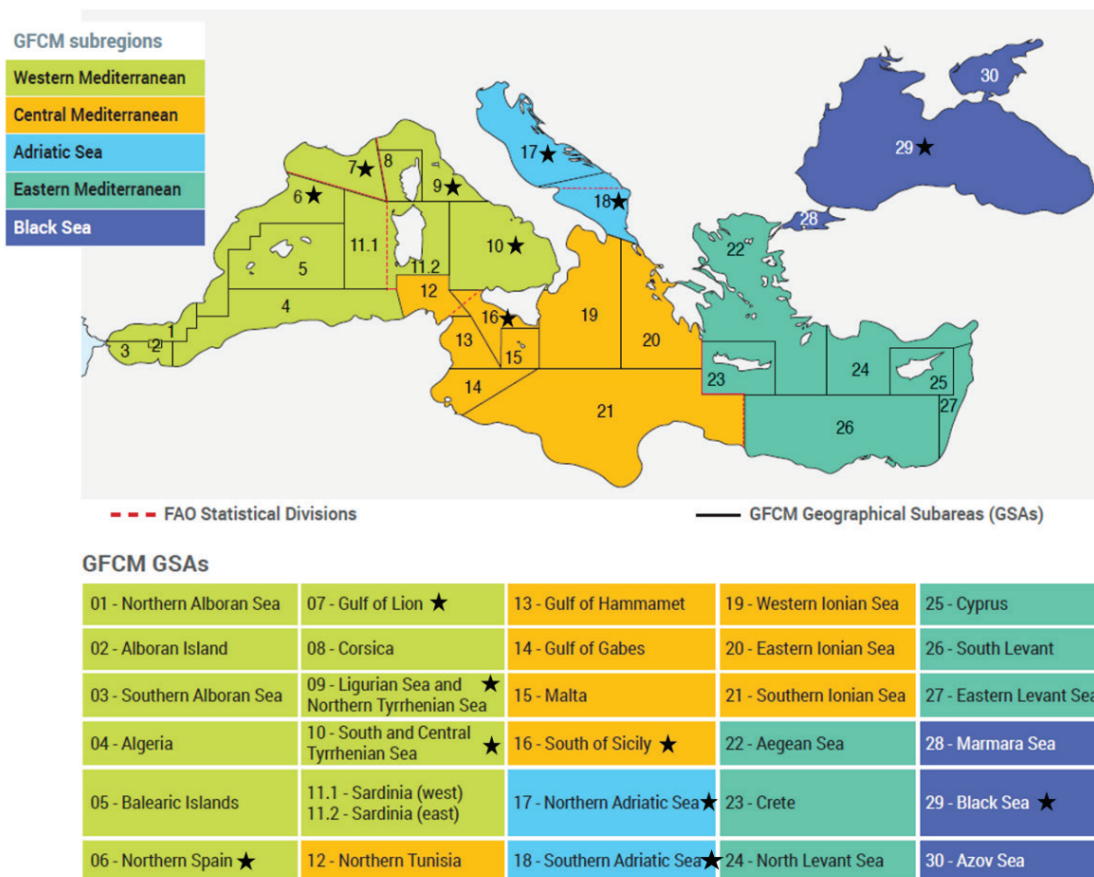 GFCM subregions
Western Mediterranean
Central Mediterranean
Adriatic Sea
Eastern Mediterranean
Black Sea
30
17
29
7
8
9
6
18
28
22
11.1
10
5
11.2
12
4
16
19
1
3
2
13
15
20
24
23
25
14
27
21
26
FAO Statistical Divisions
GFCM Geographical Subareas (GSAs)
GFCM GSAs
01 - Northern Alboran Sea
07 - Gulf of Lion
13 - Gulf of Hammamet
19 - Western Ionian Sea
25 - Cyprus
02 - Alboran Island
08 - Corsica
14 - Gulf of Gabes
20 - Eastern Ionian Sea
26 - South Levant
03 - Southern Alboran Sea
09 - Ligurian Sea and
Northern Tyrrhenian Sea
15 - Malta
21 - Southern Ionian Sea
27 - Eastern Levant Sea
04 - Algeria
10 - South and Central
Tyrrhenian Sea
16 - South of Sicily
22 - Aegean Sea
28 - Marmara Sea
05 - Balearic Islands
11.1 - Sardinia (west)
11.2 - Sardinia (east)
17 - Northern Adriatic Sea
23 - Crete
29 - Black Sea
06 - Northern Spain
12 - Northern Tunisia
18 - Southern Adriatic Sea
24 - North Levant Sea
30 - Azov Sea